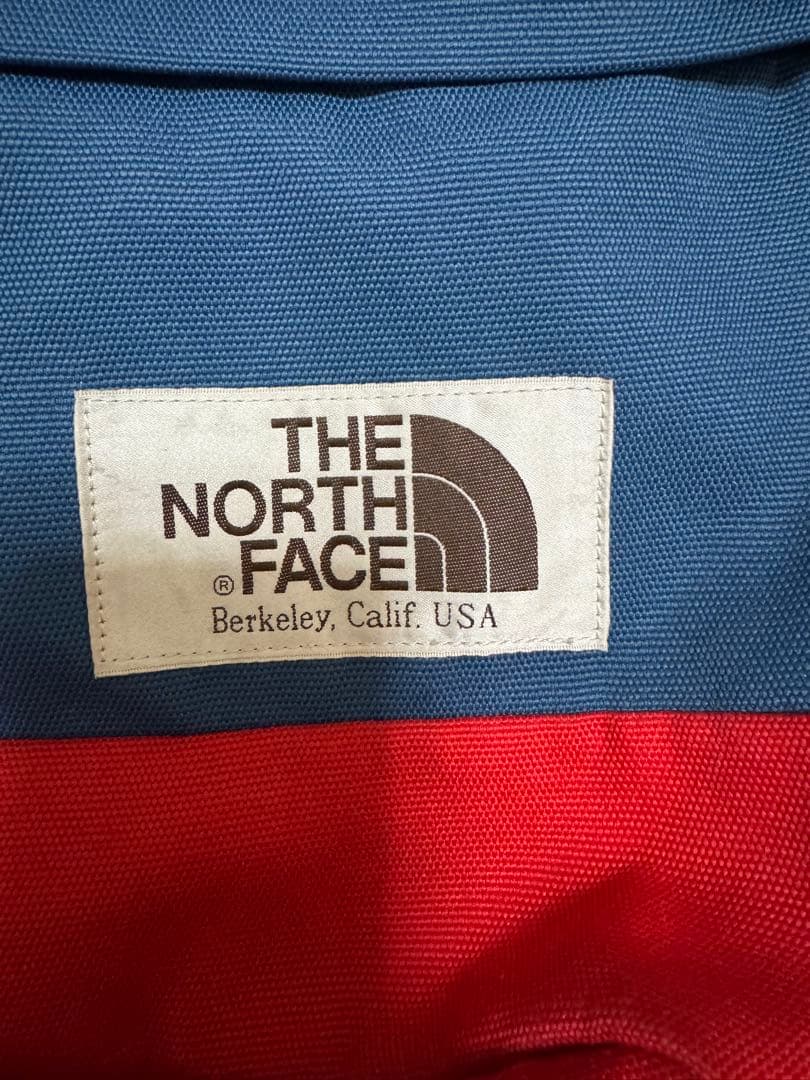 THE
NORTH
® FACE
Berkeley, Calif. USA